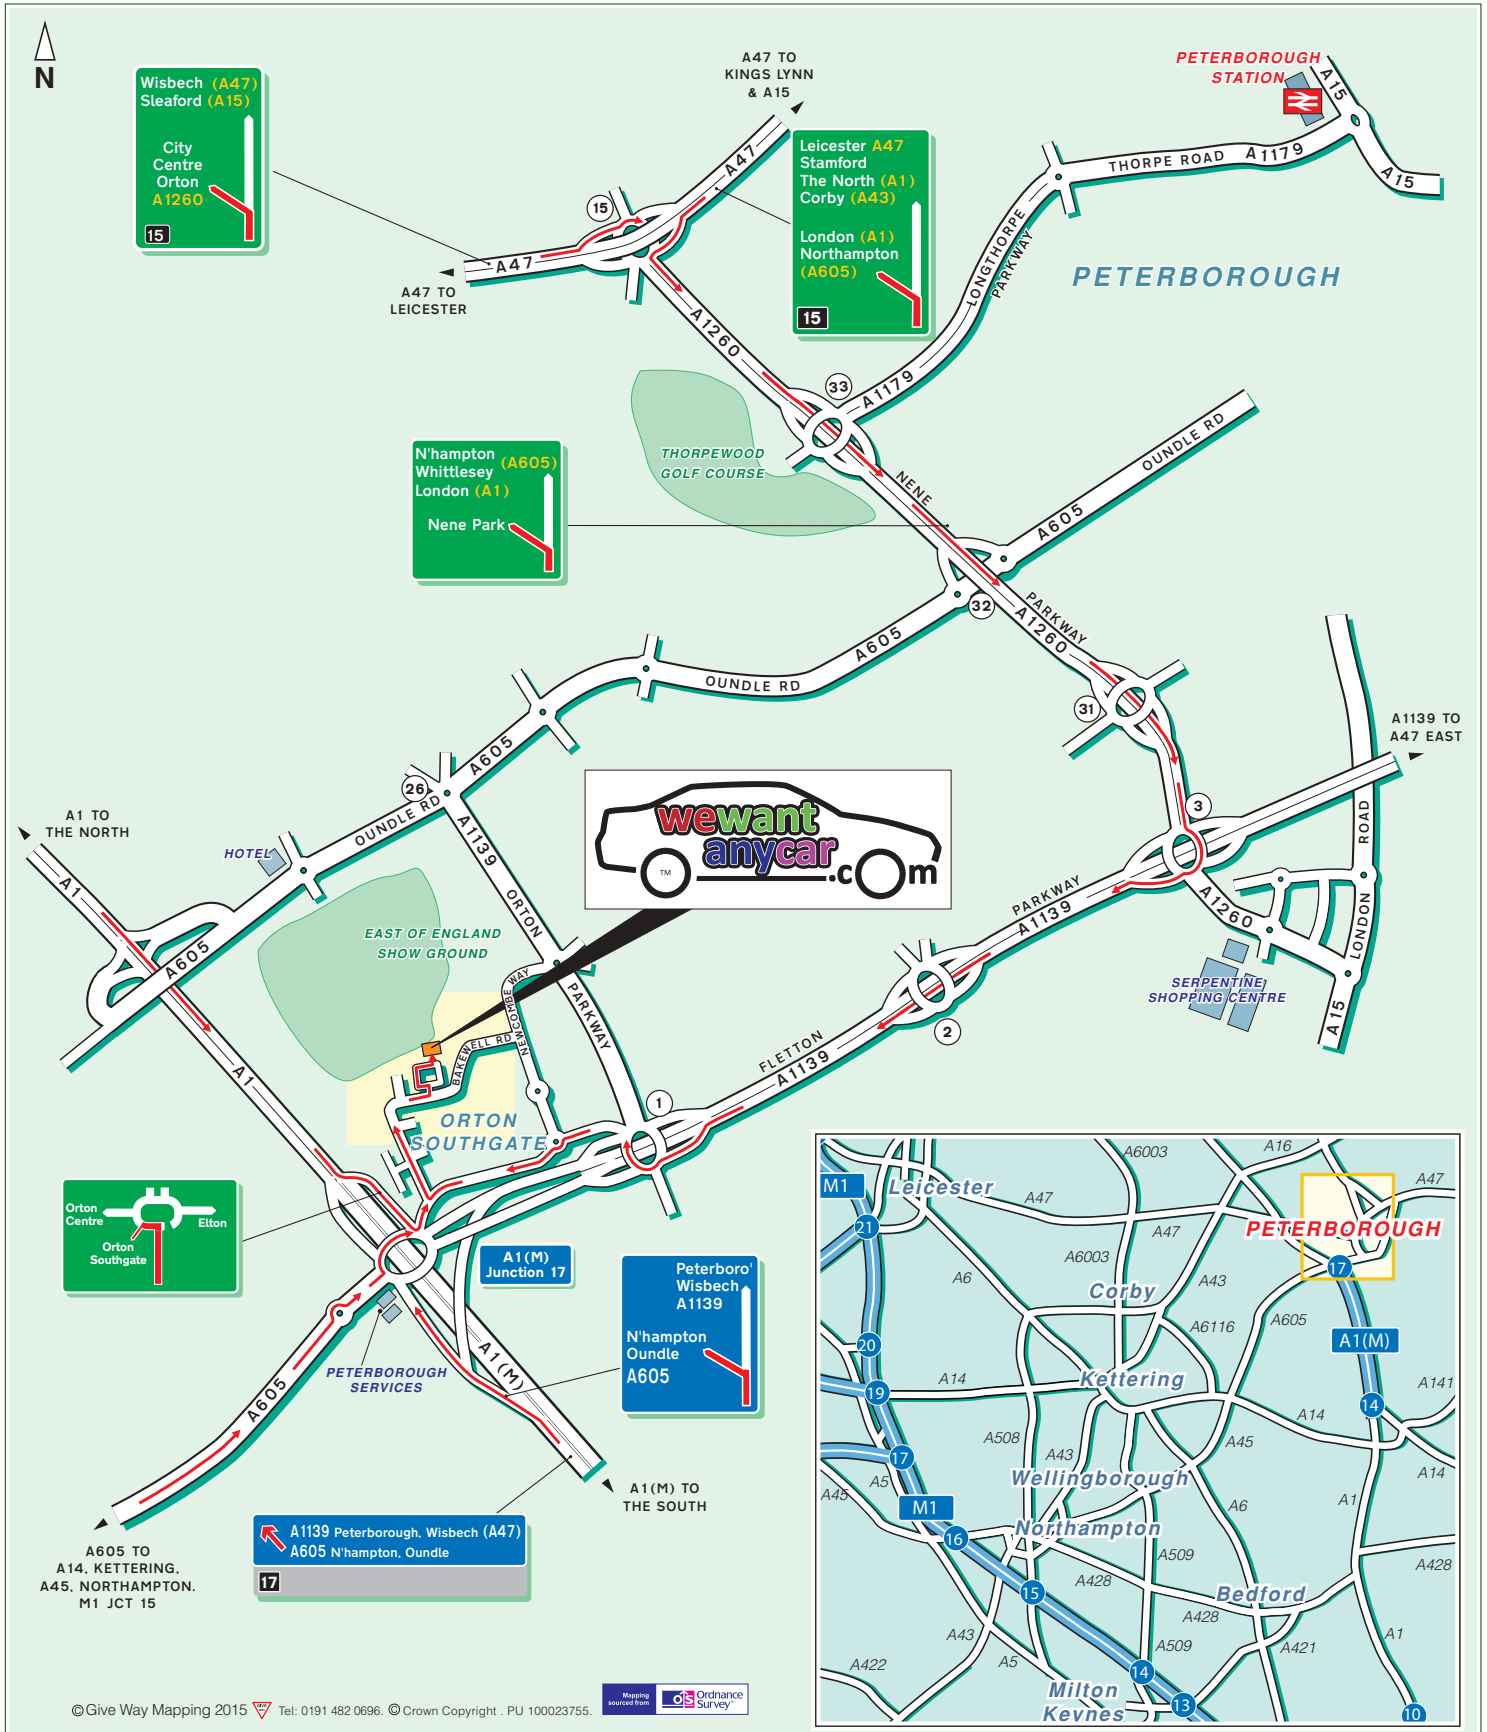 N
Wisbech (A47)
Sleaford (A15)
City
Centre
Orton
A1260
15
A47 TO
KINGS LYNN
& A15
PETERBOROUGH
STATION
A15
A15
THORPE ROAD A1179
Leicester A47
Stamford
The North (A1)
Corby (A43)
London (A1)
Northampton
(A605)
15
A47
15
A47
A47 TO
LEICESTER
LONGTHORPE
PARKWAY
PETERBOROUGH
A1260
33
A1179
THORPEWOOD
GOLF COURSE
N'hampton
Whittlesey (A605)
London (A1)
Nene Park
NENE
OUNDLE RD
A605
32
PARKWAY
A1260
A605
OUNDLE RD
31
A1139 TO
A47 EAST
A605
26
OUNDLE RD
A1139
wewant
anycar
.com
TM
3
A1 TO
THE NORTH
HOTEL
A1
ORTON
PARKWAY
A1139
A1260
ROAD
LONDON
A15
EAST OF ENGLAND
SHOW GROUND
A605
NEWCOMBE WAY
PARKWAY
SERPENTINE
SHOPPING CENTRE
2
FLETTON
A1139
BAKEWELL RD
A1
1
ORTON
SOUTHGATE
Orton
Centre
Elton
Orton
Southgate
A1(M)
Junction 17
Peterboro'
Wisbech
A1139
N'hampton
Oundle
A605
PETERBOROUGH
SERVICES
A1(M)
A605
A1(M) TO
THE SOUTH
A1139 Peterborough, Wisbech (A47)
A605 N'hampton, Oundle
17
A605 TO
A14, KETTERING,
A45, NORTHAMPTON,
M1 JCT 15
M1
Leicester
A6003
A16
A47
A47
A47
PETERBOROUGH
21
A6003
17
A6
A43
Corby
A605
A6116
A1(M)
20
Kettering
A14
19
A141
14
A14
A508
A43
A45
17
A5
A14
Wellingborough
A45
A6
A1
M1
Northampton
16
A509
A428
A428
15
Bedford
A428
A43
A509
A421
A1
A5
A422
14
Milton
Keynes
13
10
© Give Way Mapping 2015 GIVE WAY Tel: 0191 482 0696. © Crown Copyright . PU 100023755.
Mapping
sourced from
OS Ordnance
Survey™